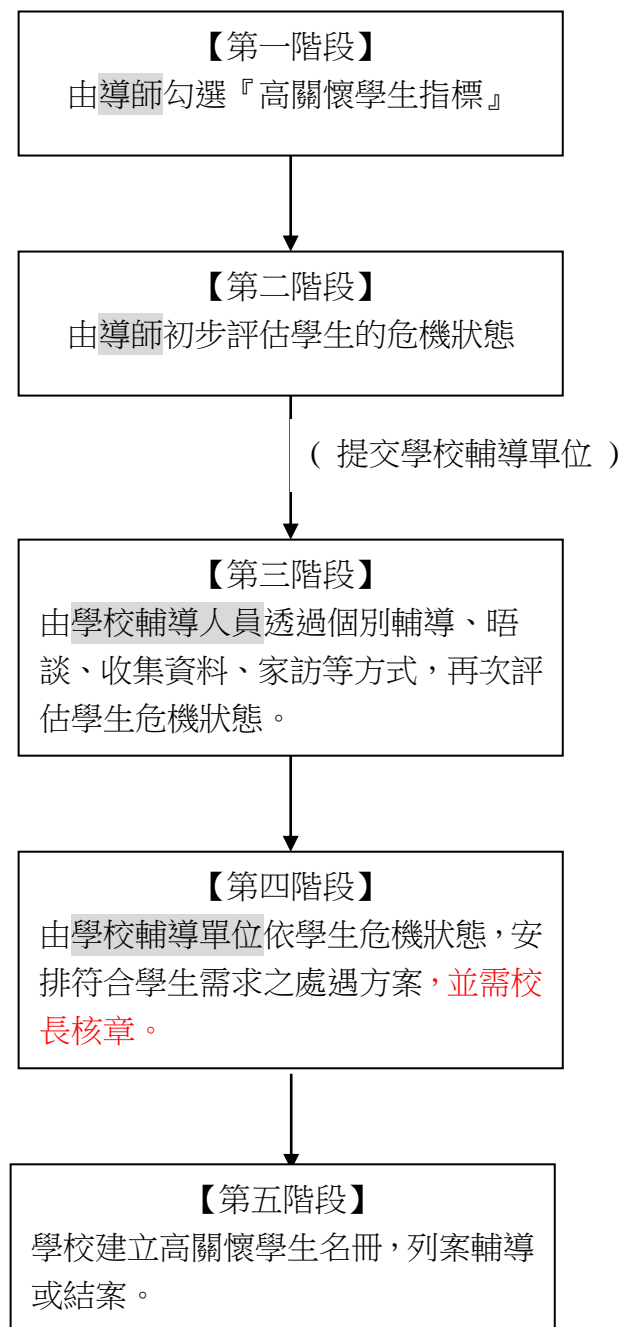 【第一階段】
由導師勾選『高關懷學生指標』
【第二階段】
由導師初步評估學生的危機狀態
( 提交學校輔導單位 )
【第三階段】
由學校輔導人員透過個別輔導、晤
談、收集資料、家訪等方式，再次評
估學生危機狀態。
【第四階段】
由學校輔導單位依學生危機狀態，安
排符合學生需求之處遇方案，並需校
長核章。
【第五階段】
學校建立高關懷學生名冊，列案輔導
或結案。